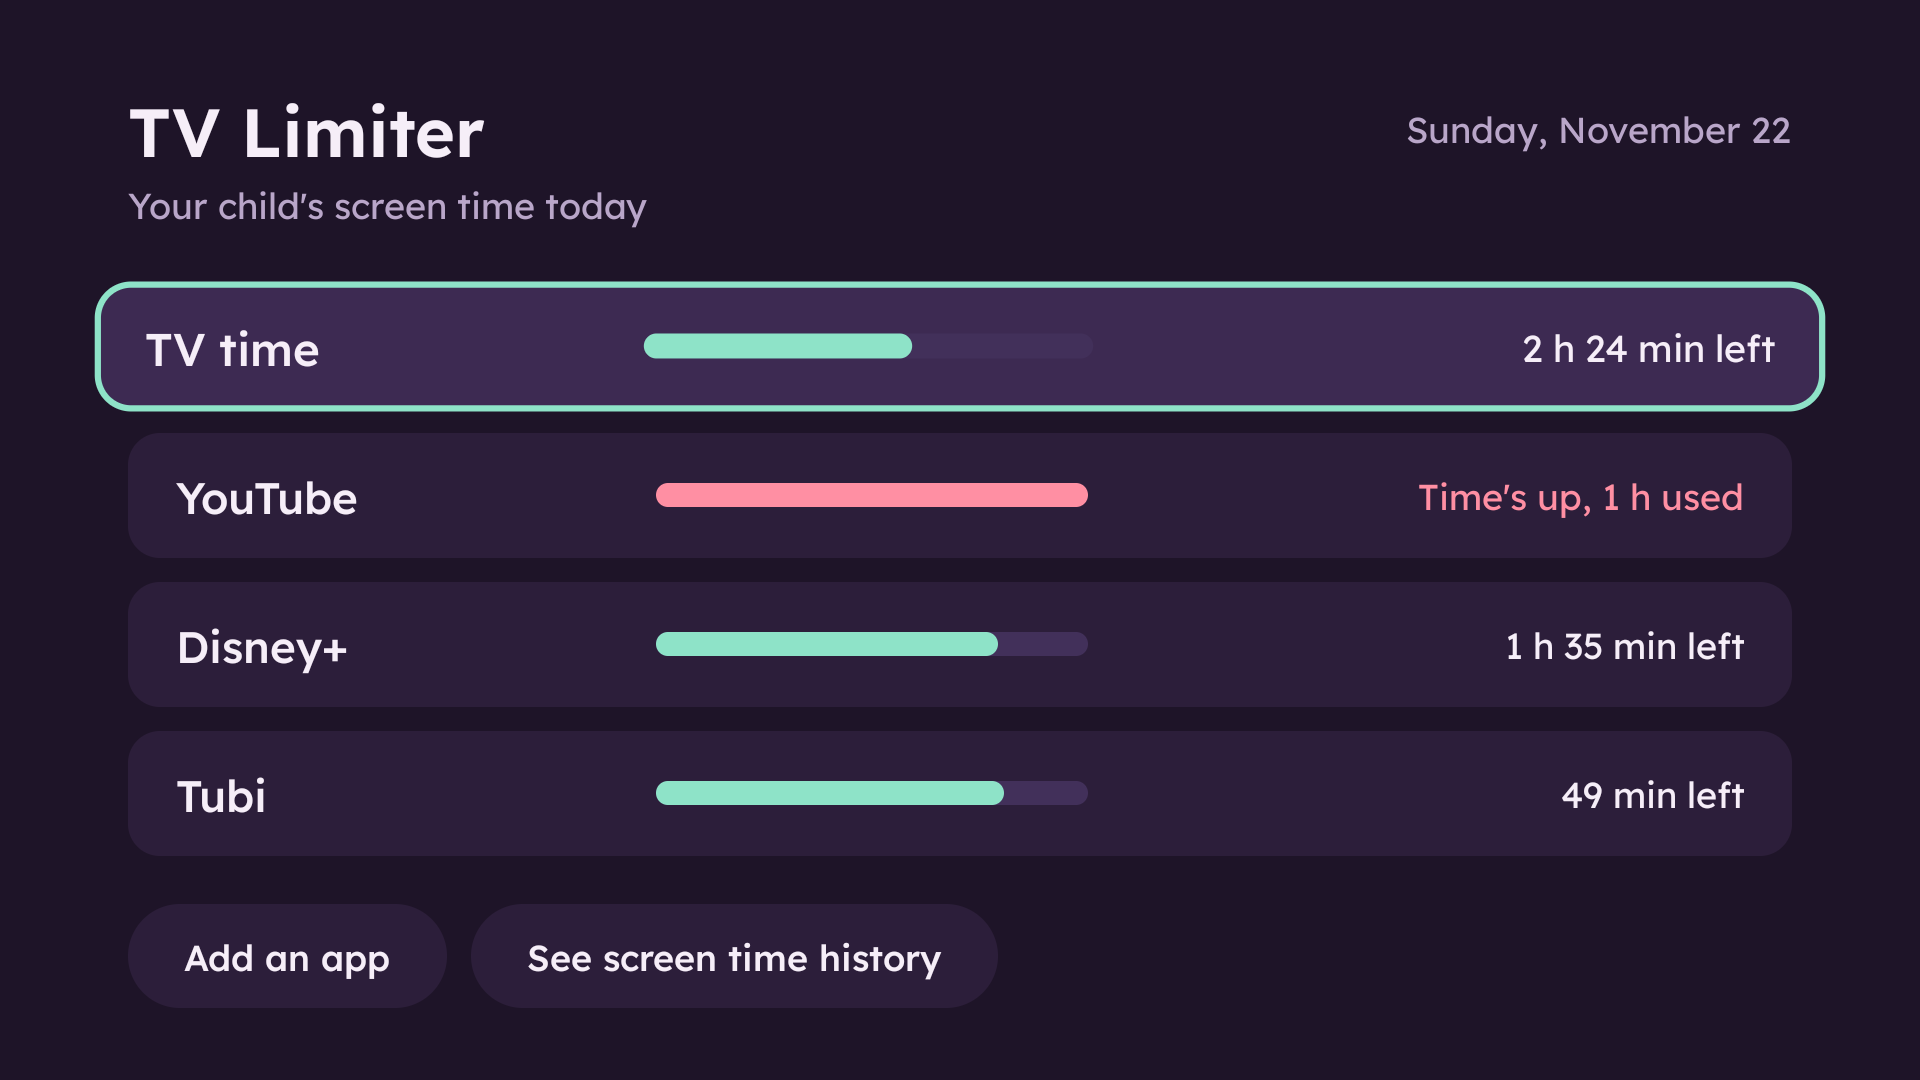 TV Limiter
Sunday, November 22
Your child's screen time today
TV time
2 h 24 min left
YouTube
Time's up, 1 h used
Disney+
1 h 35 min left
Tubi
49 min left
Add an app
See screen time history